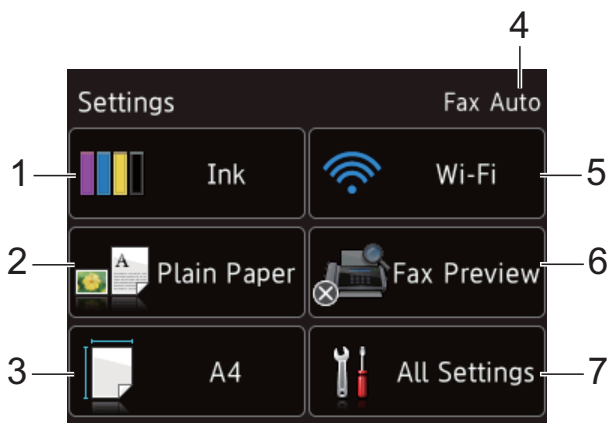 4
Settings Fax Auto
1 Ink Wi-Fi 5
2 A Plain Paper Fax Preview 6
3 A4 All Settings 7